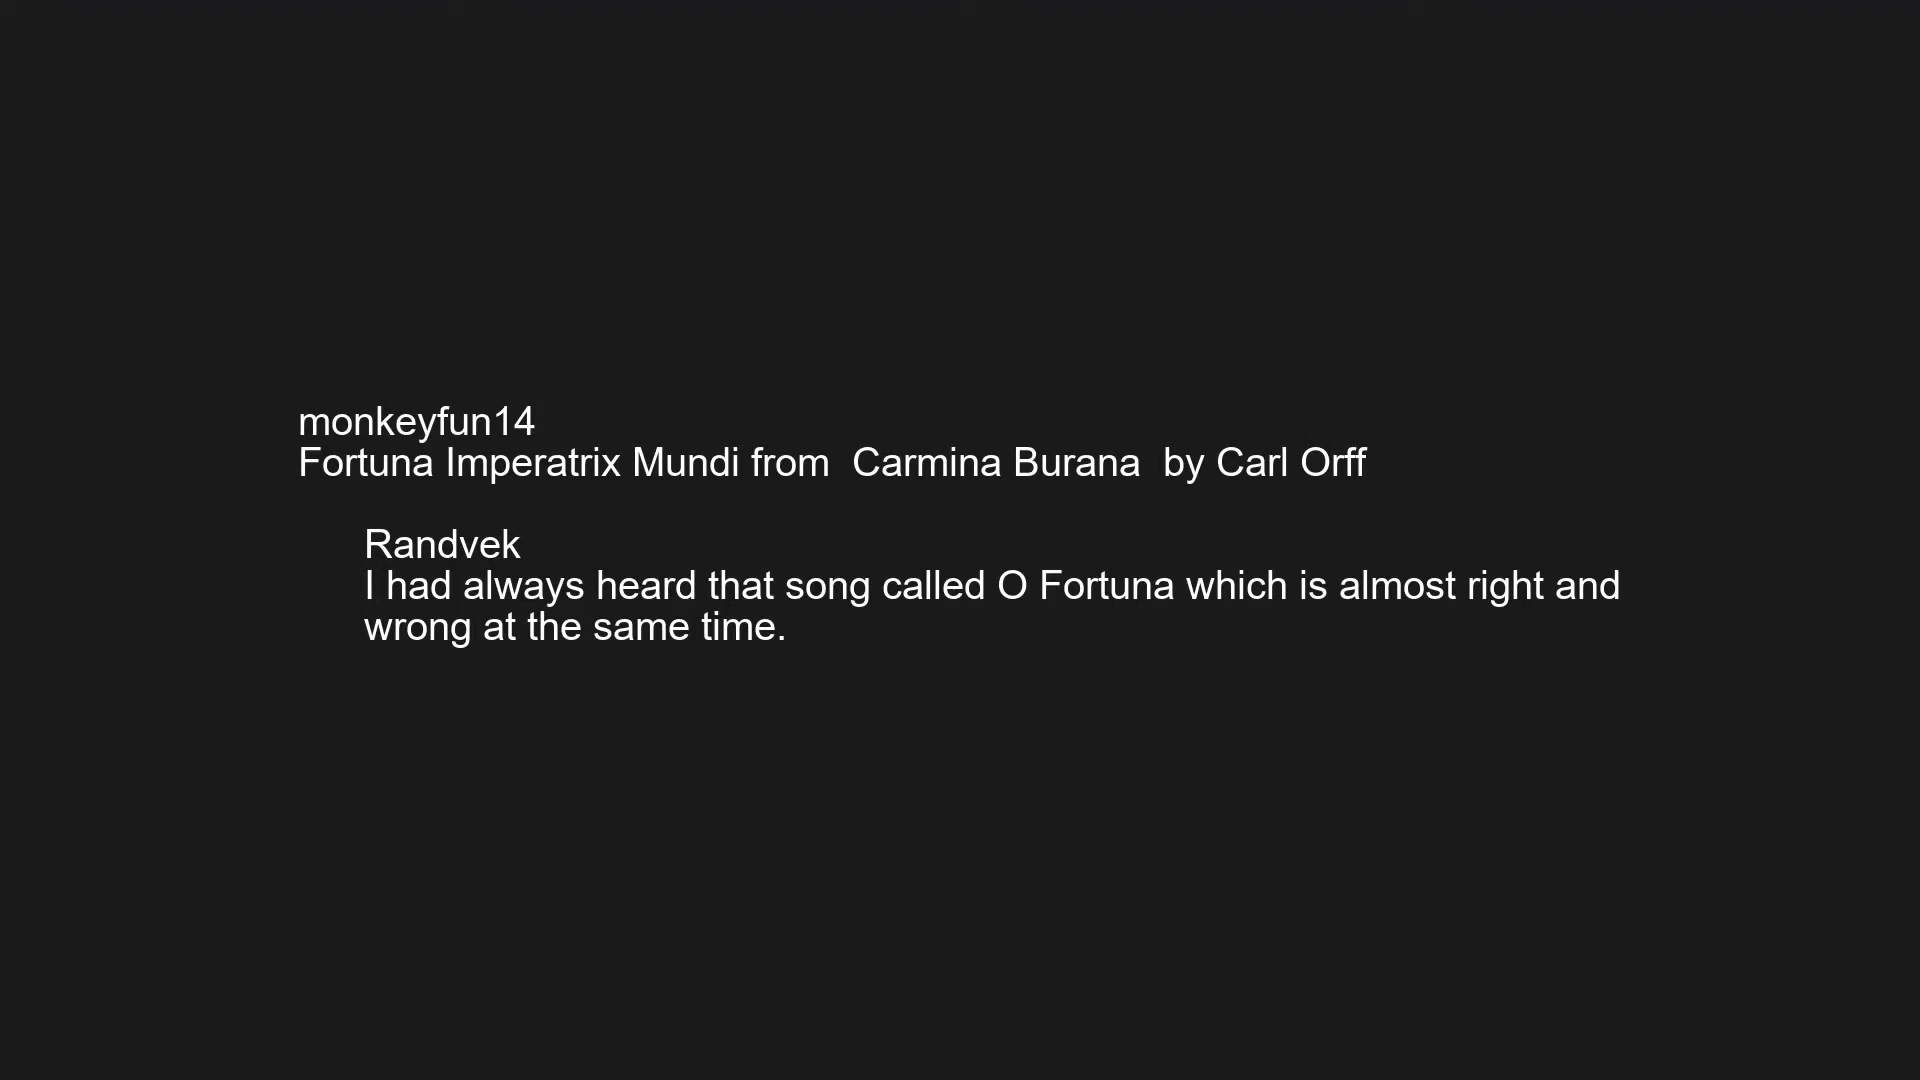 monkeyfun14
Fortuna Imperatrix Mundi from  Carmina Burana  by Carl Orff
Randvek
I had always heard that song called O Fortuna which is almost right and
wrong at the same time.